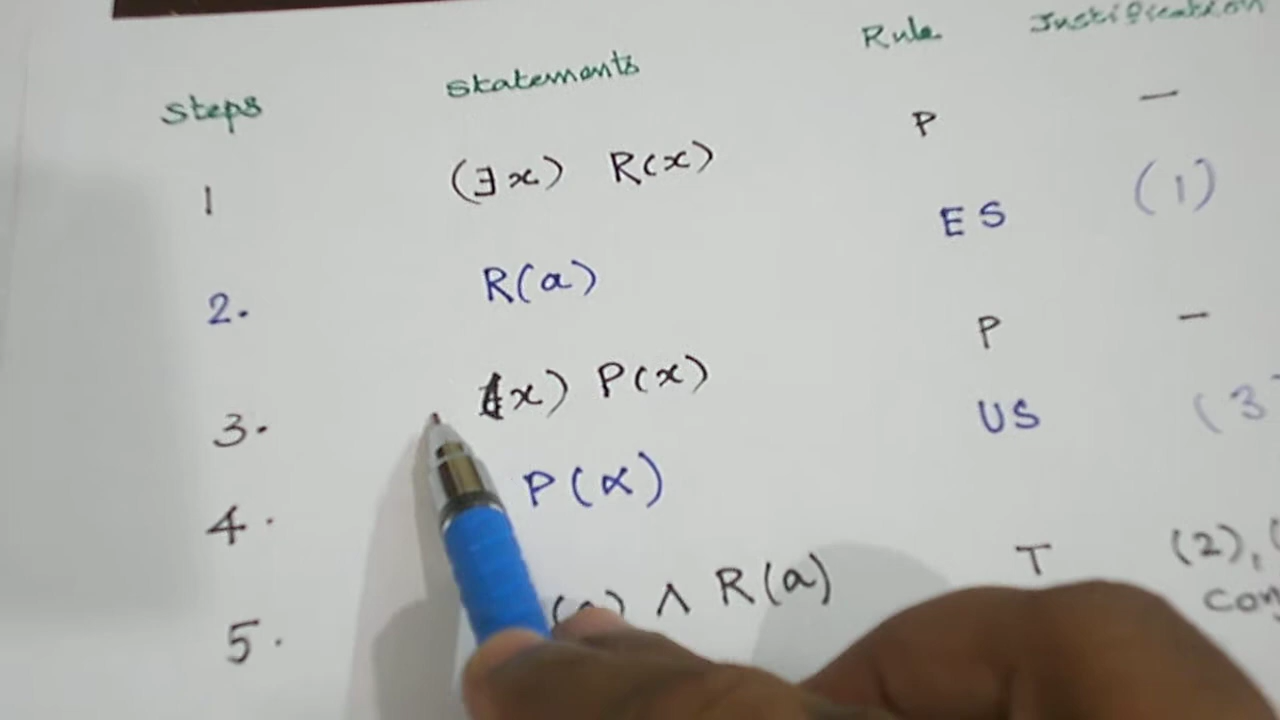 Steps Statements Rule Justification
1 (∃x) R(x) P —
2. R(a) ES (1)
3. (x) P(x) P —
4. P(α) US (3
5. (a) ∧ R(a) T (2), (
con